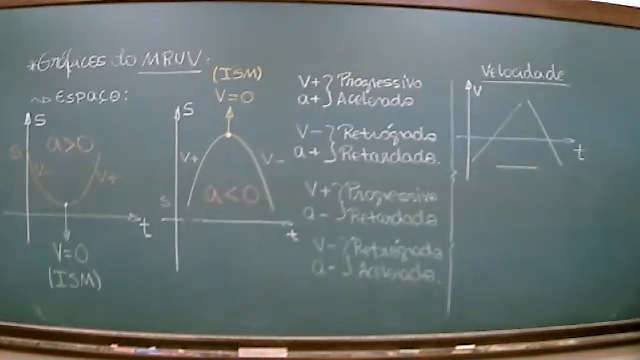 *Gráficos do MRUV:
→ Espaço:
S
a>0
S
V-
V+
t
V=0
(ISM)
(ISM)
V=0
S
V+
V-
a<0
S
t
V+ } Progressivo
a+ } Acelerado
V- } Retrógrado
a+ } Retardado.
V+ } Progressivo
a- } Retardado
V- } Retrógrado
a- } Acelerado.
Velocidade
V
t